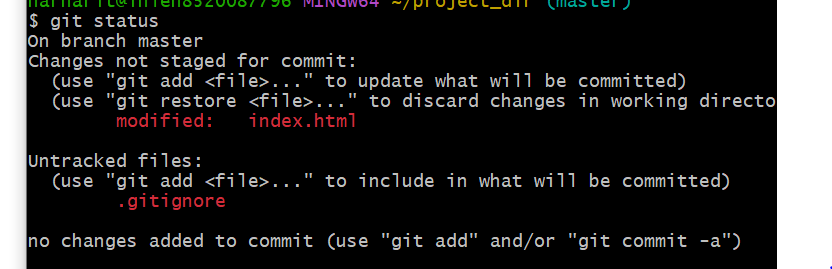 MINGW64 ~/project_dir (master)
$ git status
On branch master
Changes not staged for commit:
  (use "git add <file>..." to update what will be committed)
  (use "git restore <file>..." to discard changes in working directo
        modified:   index.html

Untracked files:
  (use "git add <file>..." to include in what will be committed)
        .gitignore

no changes added to commit (use "git add" and/or "git commit -a")